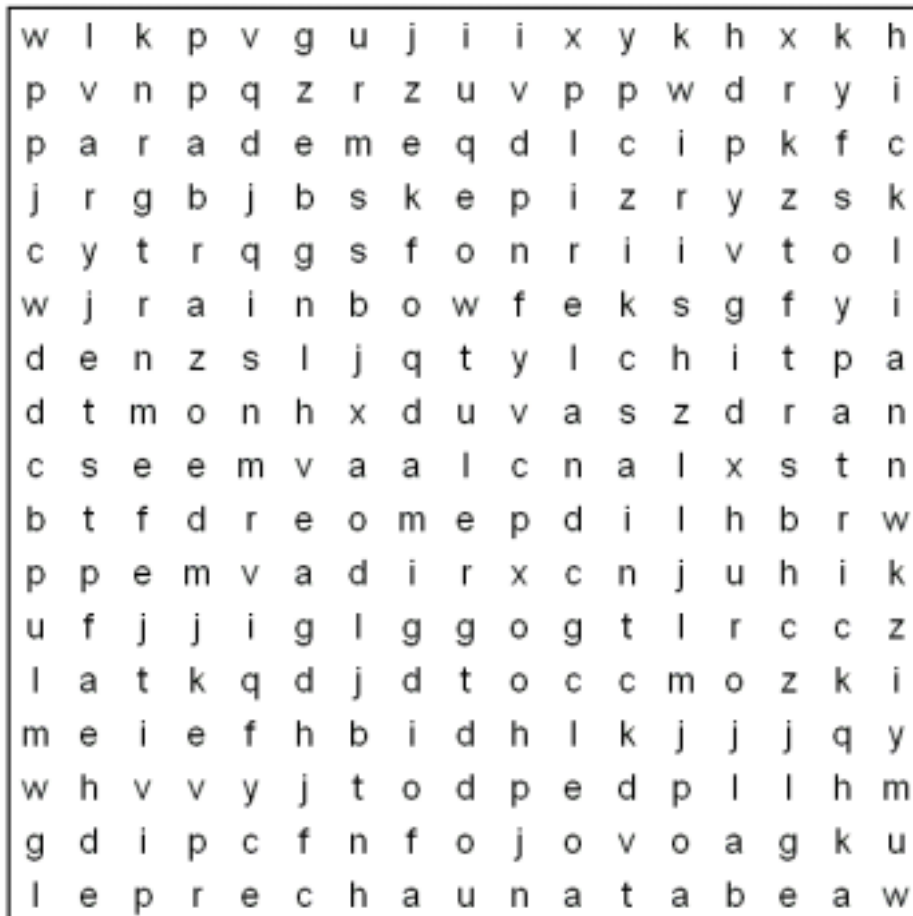 w l k p v g u j i i x y k h x k h
p v n p q z r z u v p p w d r y i
p a r a d e m e q d l c i p k f c
j r g b j b s k e p i z r y z s k
c y t r q g s f o n r i i v t o l
w j r a i n b o w f e k s g f y i
d e n z s l j q t y l c h i t p a
d t m o n h x d u v a s z d r a n
c s e e m v a a l c n a l x s t n
b t f d r e o m e p d i l h b r w
p p e m v a d i r x c n j u h i k
u f j j i g l g g o g t l r c c z
l a t k q d j d t o c c m o z k i
m e i e f h b i d h l k j j j q y
w h v v y j t o d p e d p l l h m
g d i p c f n f o j o v o a g k u
l e p r e c h a u n a t a b e a w